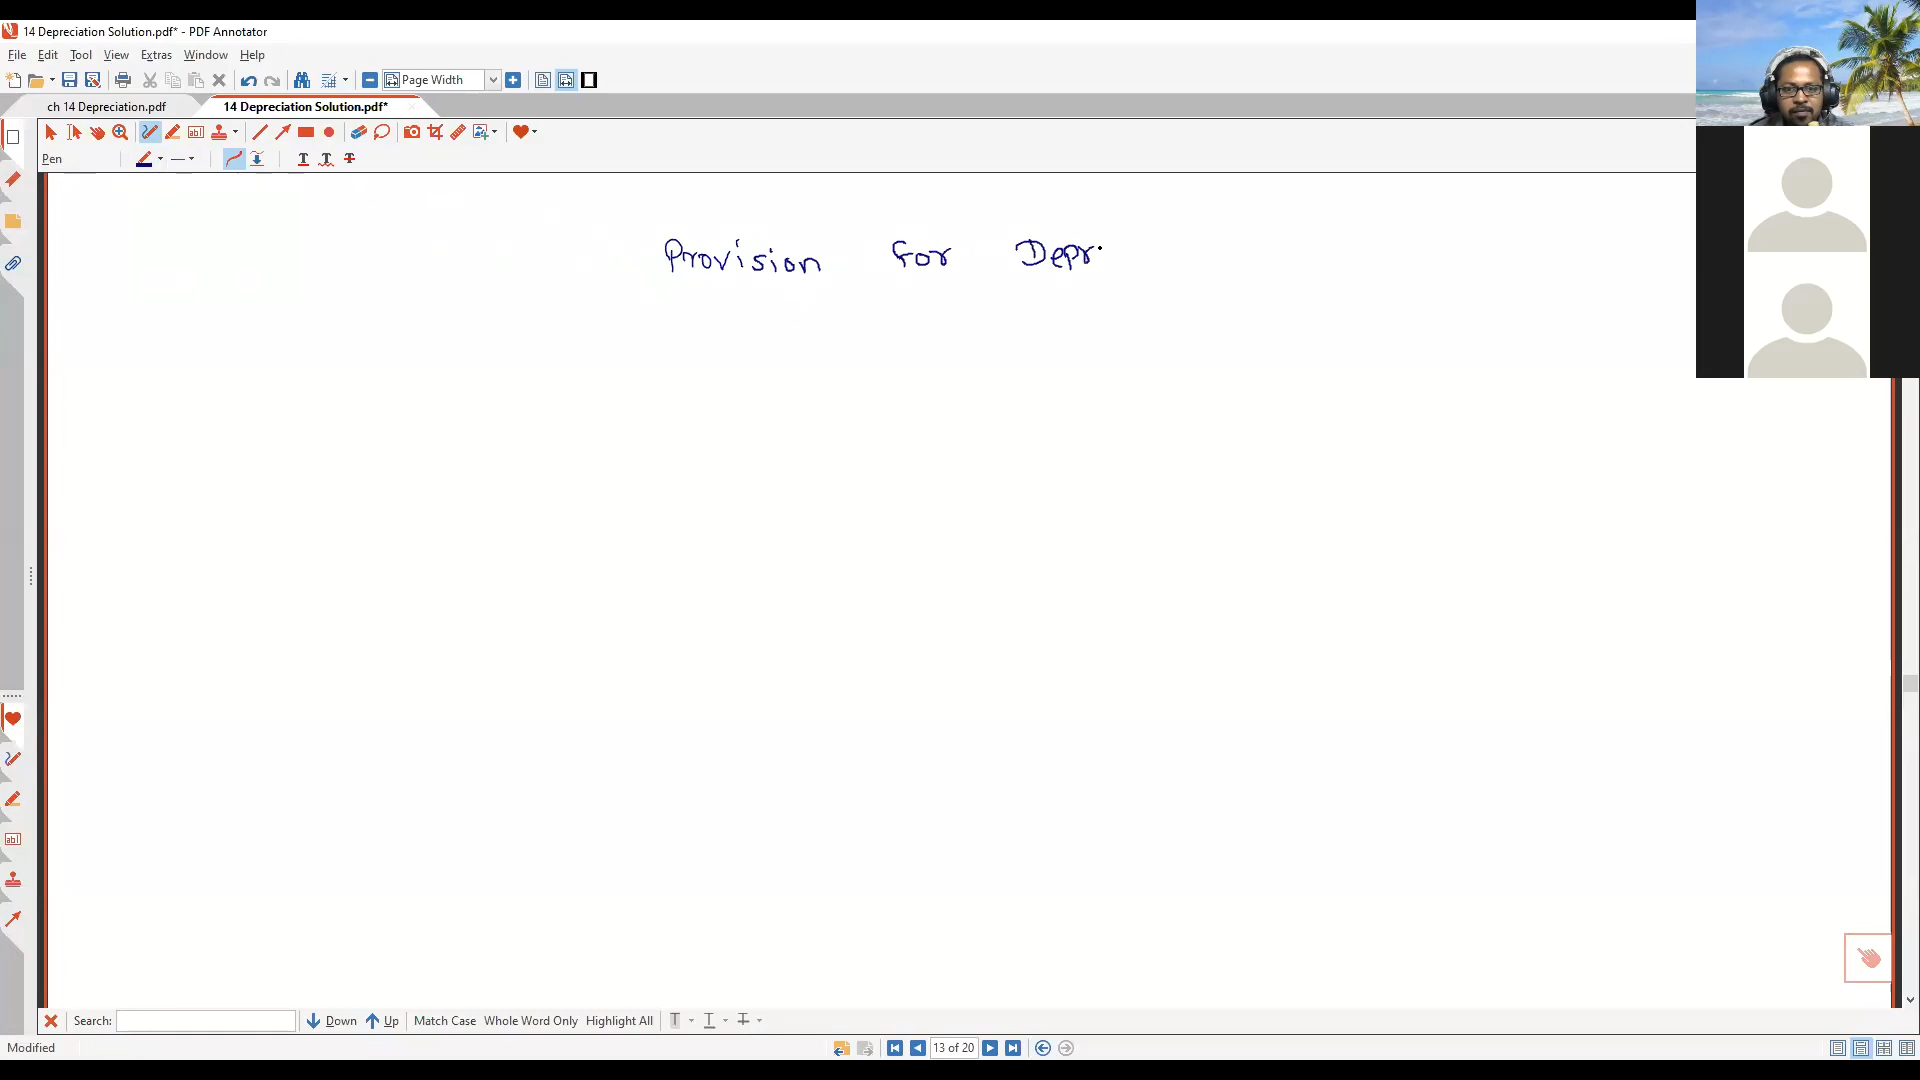 14 Depreciation Solution.pdf* - PDF Annotator
File Edit Tool View Extras Window Help
Page Width
ch 14 Depreciation.pdf 14 Depreciation Solution.pdf*
Pen
Provision for Depr
Search: Down Up Match Case Whole Word Only Highlight All
Modified 13 of 20